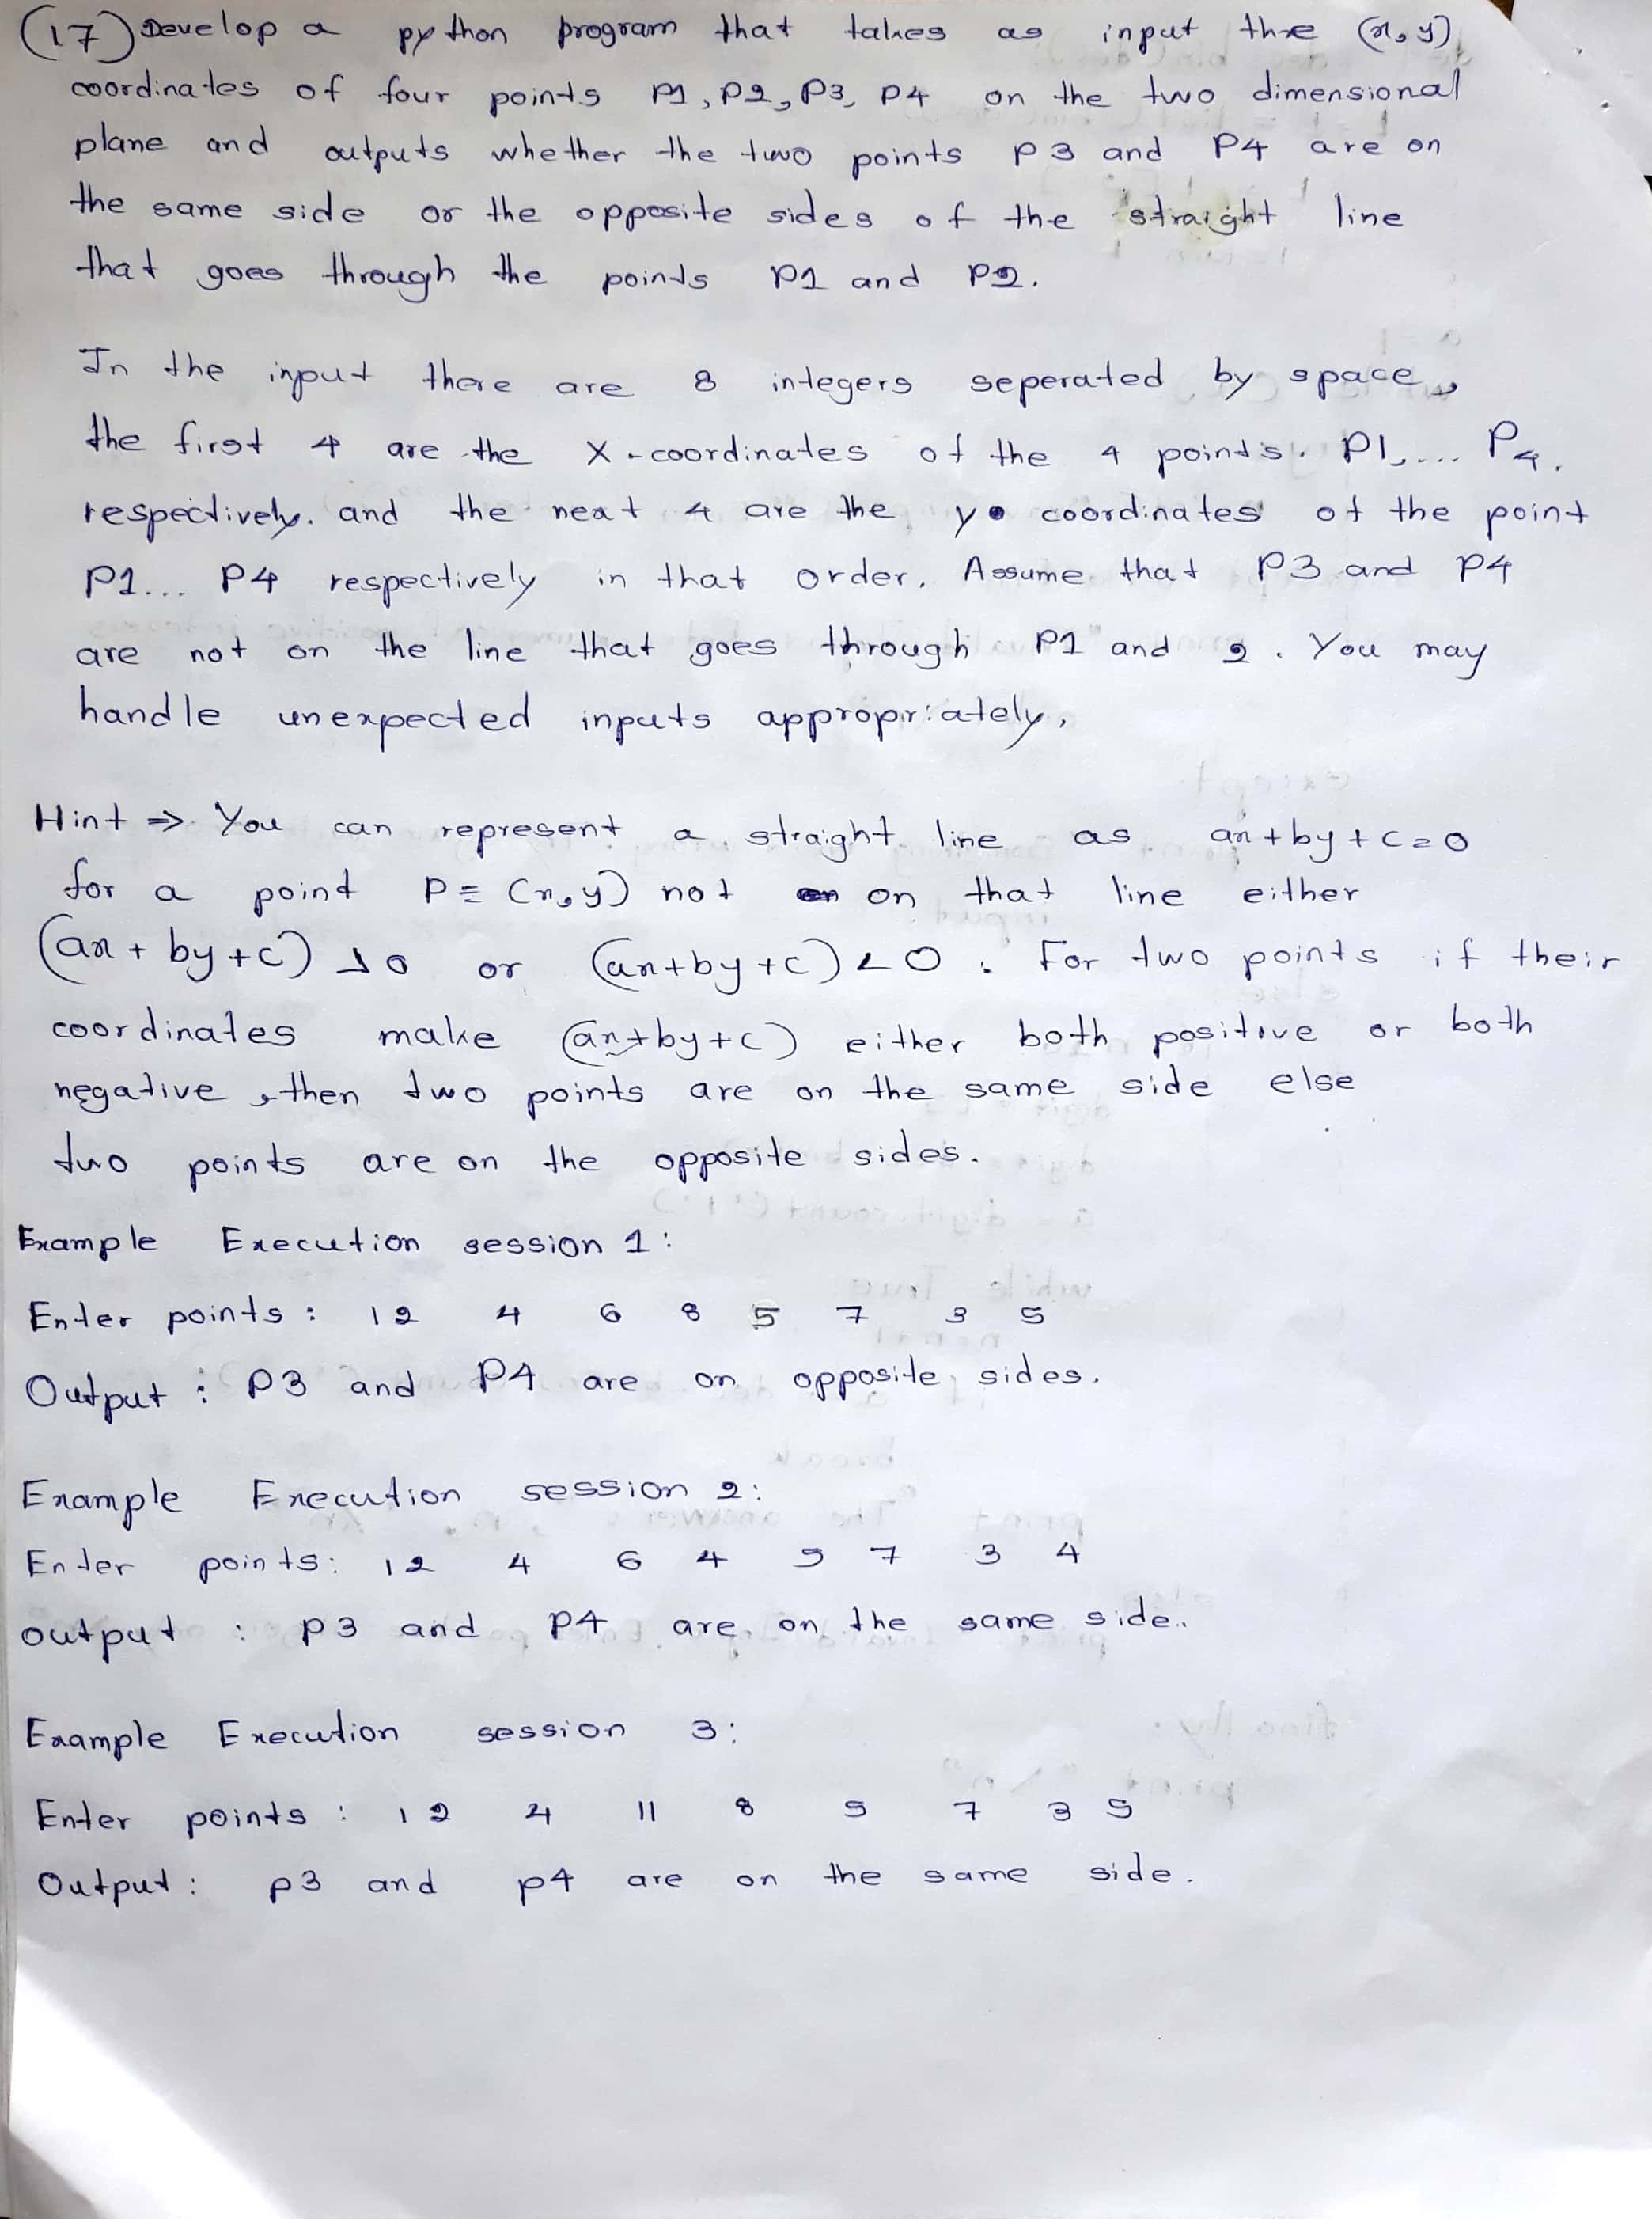 (17) Develop a python program that takes as input the (x,y)
coordinates of four points P1, P2, P3, P4 on the two dimensional
plane and outputs whether the two points P3 and P4 are on
the same side or the opposite sides of the straight line
that goes through the points P1 and P2.
In the input there are 8 integers seperated by space,
the first 4 are the X-coordinates of the 4 points. P1,... P4.
respectively. and the next 4 are the y coordinates of the point
P1... P4 respectively in that order. Assume that P3 and P4
are not on the line that goes through P1 and 2. You may
handle unexpected inputs appropriately,
Hint ⇒ You can represent a straight line as ax+by+c=0
for a point P≡(x,y) not on that line either
(ax+by+c)>0 or (ax+by+c)<0. For two points if their
coordinates make (ax+by+c) either both positive or both
negative, then two points are on the same side else
two points are on the opposite sides.
Example Execution session 1:
Enter points: 12 4 6 8 5 7 3 5
Output: P3 and P4 are on opposite sides.
Example Execution session 2:
Enter points: 12 4 6 4 5 7 3 4
output: P3 and P4 are on the same side.
Example Execution session 3:
Enter points: 12 4 11 8 5 7 3 5
Output: p3 and p4 are on the same side.